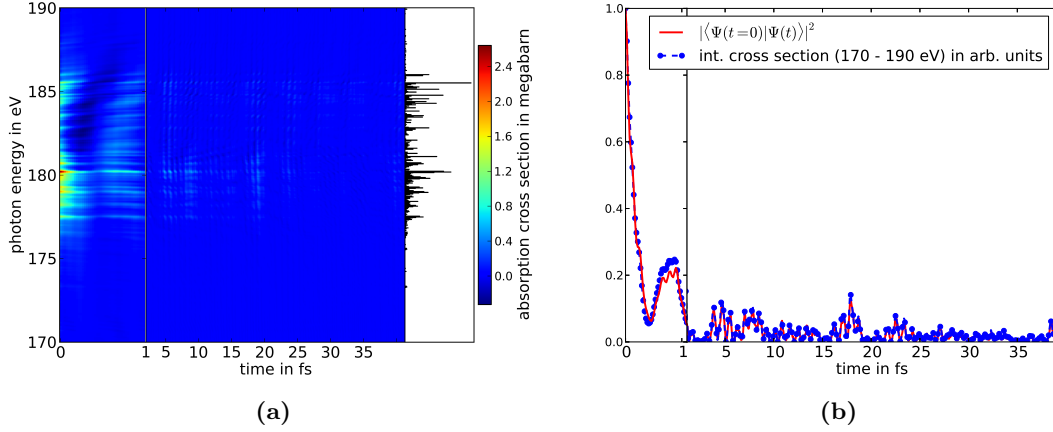 190
185
180
175
170
photon energy in eV
0
1 5 10 15 20 25 30 35
time in fs
2.4
2.0
1.6
1.2
0.8
0.4
0.0
absorption cross section in megabarn
(a)
1.0
0.8
0.6
0.4
0.2
0.0
|⟨Ψ(t=0)|Ψ(t)⟩|²
int. cross section (170 - 190 eV) in arb. units
0 1 5 10 15 20 25 30 35
time in fs
(b)